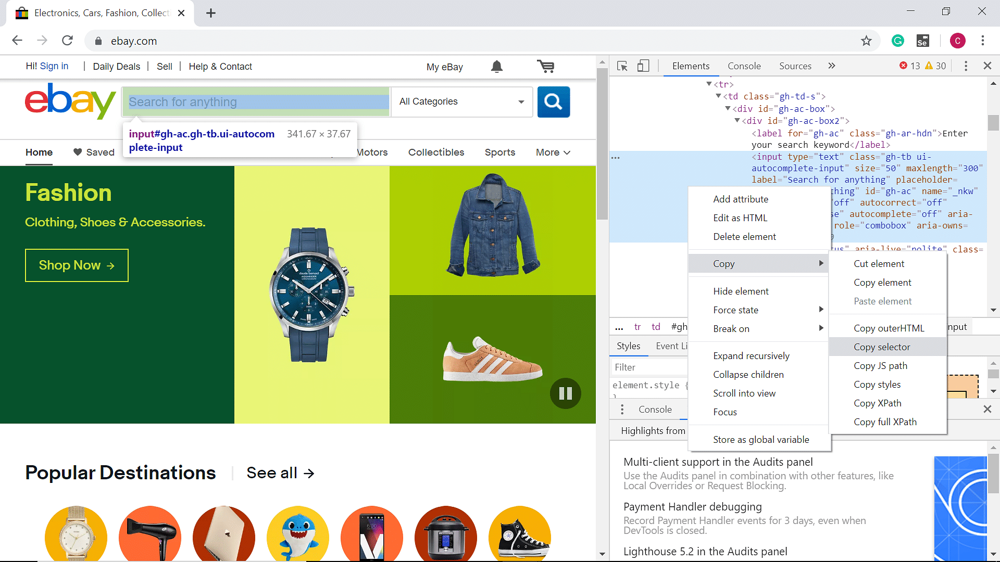 Electronics, Cars, Fashion, Collecti
ebay.com
G
Se
C
Hi! Sign in
Daily Deals
Sell
Help & Contact
My eBay
ebay
Search for anything
All Categories
input#gh-ac.gh-tb.ui-autocom
plete-input
341.67 × 37.67
Home
Saved
Motors
Collectibles
Sports
More
Fashion
Clothing, Shoes & Accessories.
Shop Now →
claude bernard
AQUARIDER
CHRONOGRAPH
GAZELLE
Popular Destinations
See all →
Elements
Console
Sources
»
13
30
<tr>
<td class="gh-td-s">
<div id="gh-ac-box">
<div id="gh-ac-box2">
<label for="gh-ac" class="gh-ar-hdn">Enter
your search keyword</label>
...
<input type="text" class="gh-tb ui-
autocomplete-input" size="50" maxlength="300"
label="Search for anything" placeholder=
thing" id="gh-ac" name="_nkw"
"off" autocorrect="off"
se" autocomplete="off" aria-
role="combobox" aria-owns=
tus" aria-live="polite" class=
Add attribute
Edit as HTML
Delete element
Copy
Hide element
Force state
Break on
Expand recursively
Collapse children
Scroll into view
Focus
Store as global variable
Cut element
Copy element
Paste element
Copy outerHTML
Copy selector
Copy JS path
Copy styles
Copy XPath
Copy full XPath
... tr td #gh
nput
Styles
Event Li
Filter
element.style {
}
Console
Highlights from
Multi-client support in the Audits panel
Use the Audits panel in combination with other features, like
Local Overrides or Request Blocking.
Payment Handler debugging
Record Payment Handler events for 3 days, even when
DevTools is closed.
Lighthouse 5.2 in the Audits panel